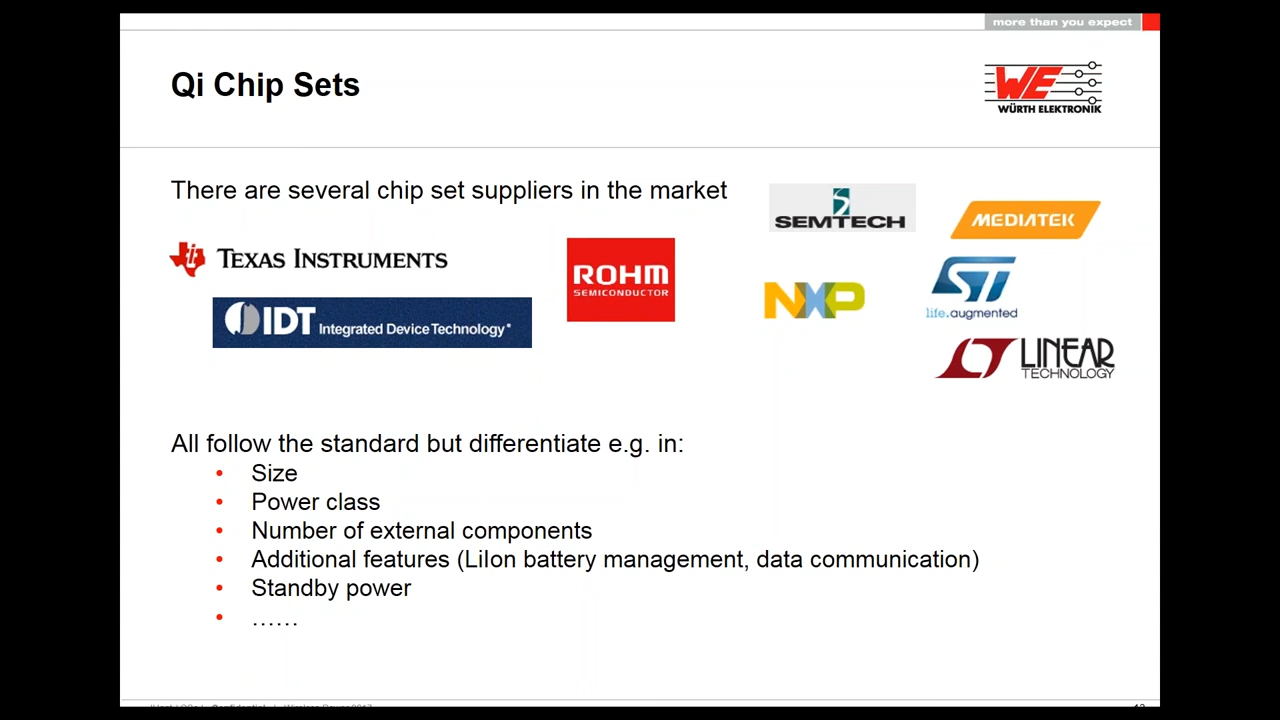 more than you expect
Qi Chip Sets
WE
WÜRTH ELEKTRONIK
There are several chip set suppliers in the market
SEMTECH
MEDIATEK
TEXAS INSTRUMENTS
ROHM
SEMICONDUCTOR
NXP
ST
life.augmented
IDT Integrated Device Technology
LINEAR
TECHNOLOGY
All follow the standard but differentiate e.g. in:
• Size
• Power class
• Number of external components
• Additional features (LiIon battery management, data communication)
• Standby power
• ……